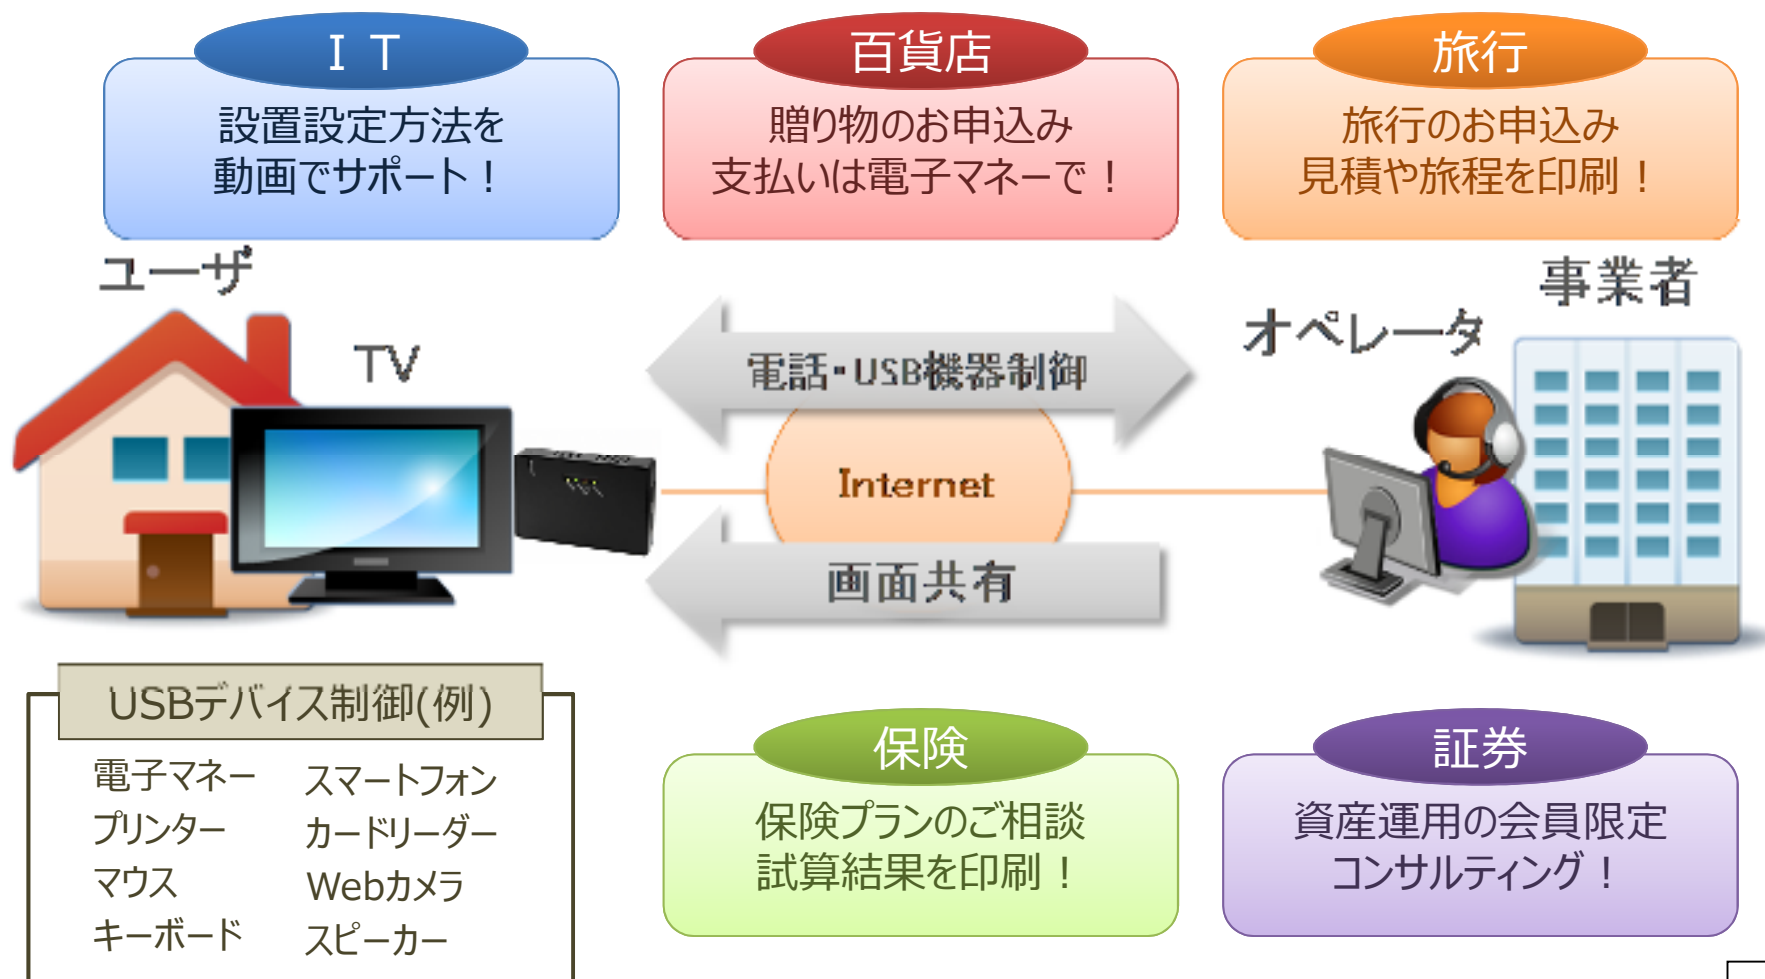 ＩＴ
設置設定方法を
動画でサポート！
百貨店
贈り物のお申込み
支払いは電子マネーで！
旅行
旅行のお申込み
見積や旅程を印刷！
ユーザ
TV
電話・USB機器制御
Internet
画面共有
オペレータ
事業者
USBデバイス制御(例)
電子マネー
プリンター
マウス
キーボード
スマートフォン
カードリーダー
Webカメラ
スピーカー
保険
保険プランのご相談
試算結果を印刷！
証券
資産運用の会員限定
コンサルティング！